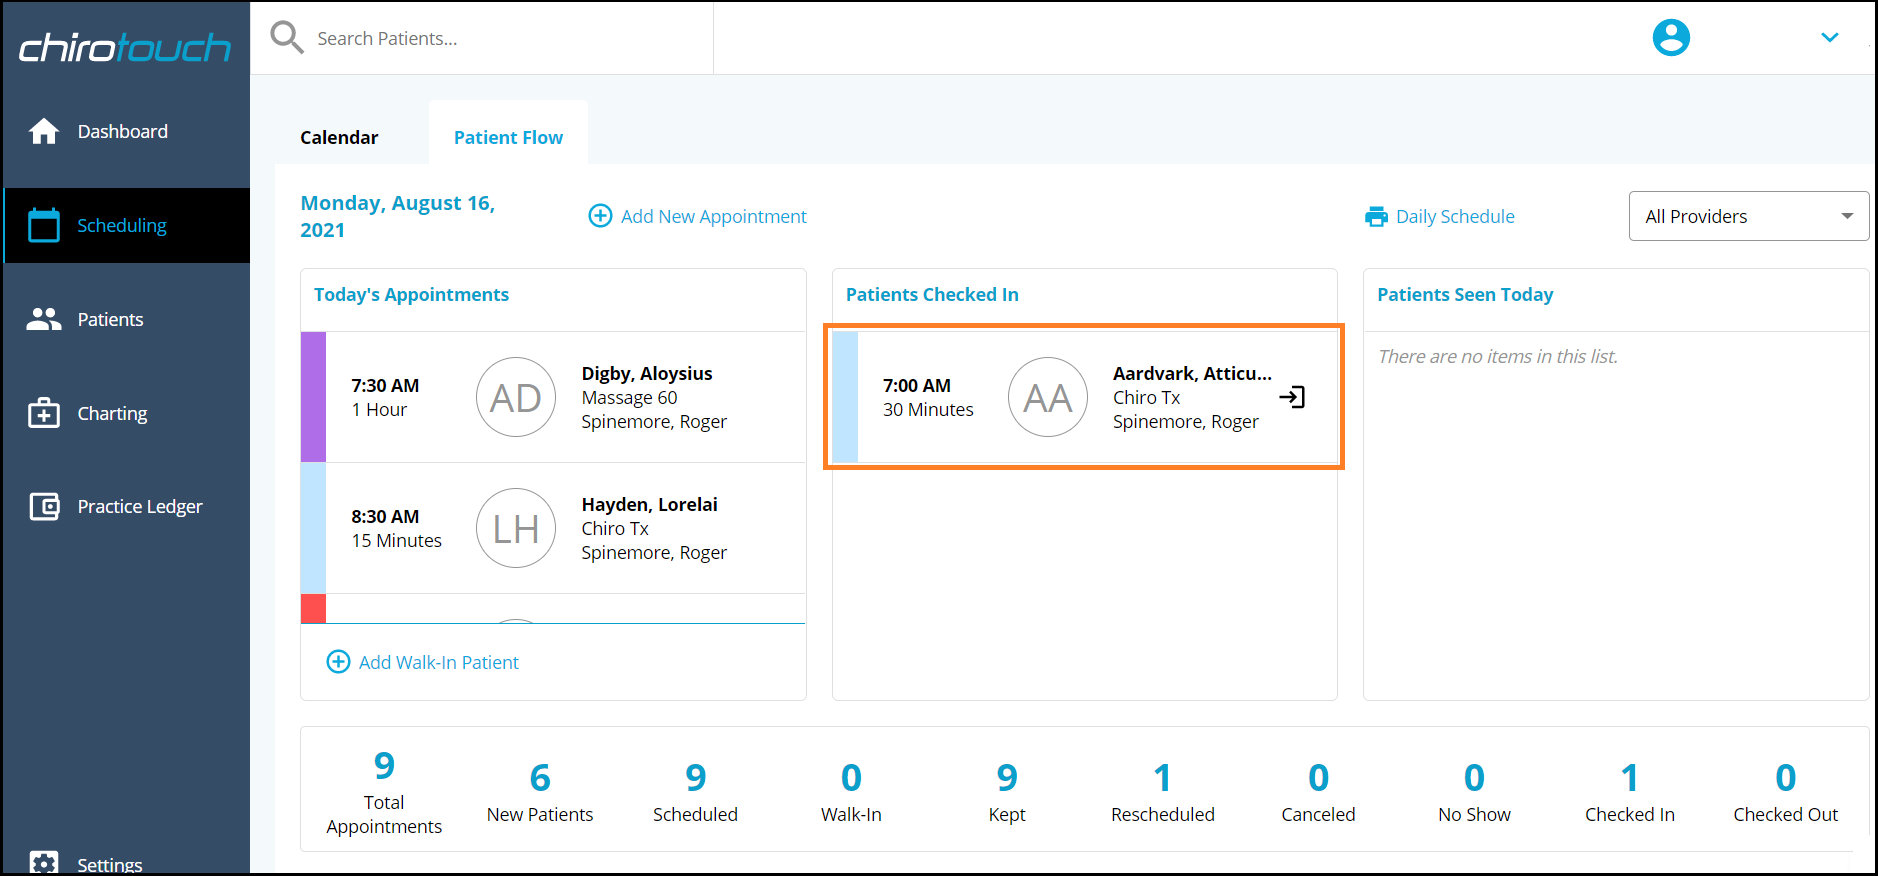 chirotouch
Search Patients...
Dashboard
Scheduling
Patients
Charting
Practice Ledger
Settings
Calendar
Patient Flow
Monday, August 16,
2021
Add New Appointment
Daily Schedule
All Providers
Today's Appointments
7:30 AM
1 Hour
AD
Digby, Aloysius
Massage 60
Spinemore, Roger
8:30 AM
15 Minutes
LH
Hayden, Lorelai
Chiro Tx
Spinemore, Roger
Add Walk-In Patient
Patients Checked In
7:00 AM
30 Minutes
AA
Aardvark, Atticu...
Chiro Tx
Spinemore, Roger
Patients Seen Today
There are no items in this list.
9
Total
Appointments
6
New Patients
9
Scheduled
0
Walk-In
9
Kept
1
Rescheduled
0
Canceled
0
No Show
1
Checked In
0
Checked Out